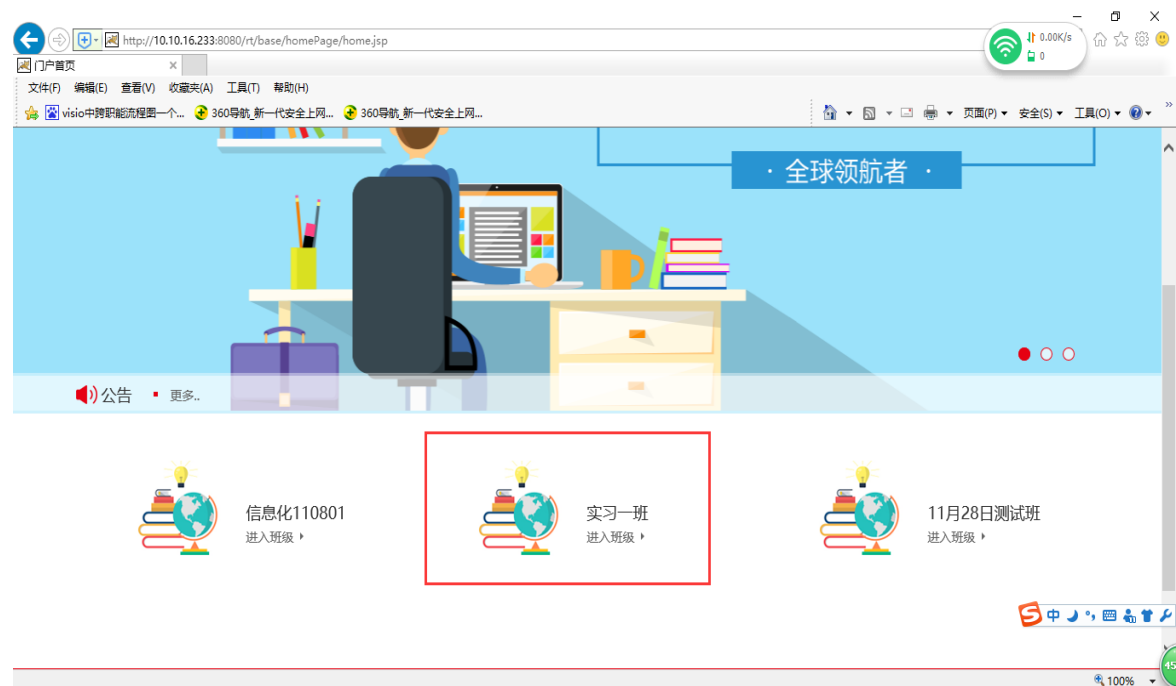 http://10.10.16.233:8080/rt/base/homePage/home.jsp
0.00K/s
0
门户首页
文件(F) 编辑(E) 查看(V) 收藏夹(A) 工具(T) 帮助(H)
visio中跨职能流程图一个... 360导航_新一代安全上网... 360导航_新一代安全上网...
页面(P) 安全(S) 工具(O)
· 全球领航者 ·
公告 更多..
信息化110801
进入班级
实习一班
进入班级
11月28日测试班
进入班级
中
45
100%